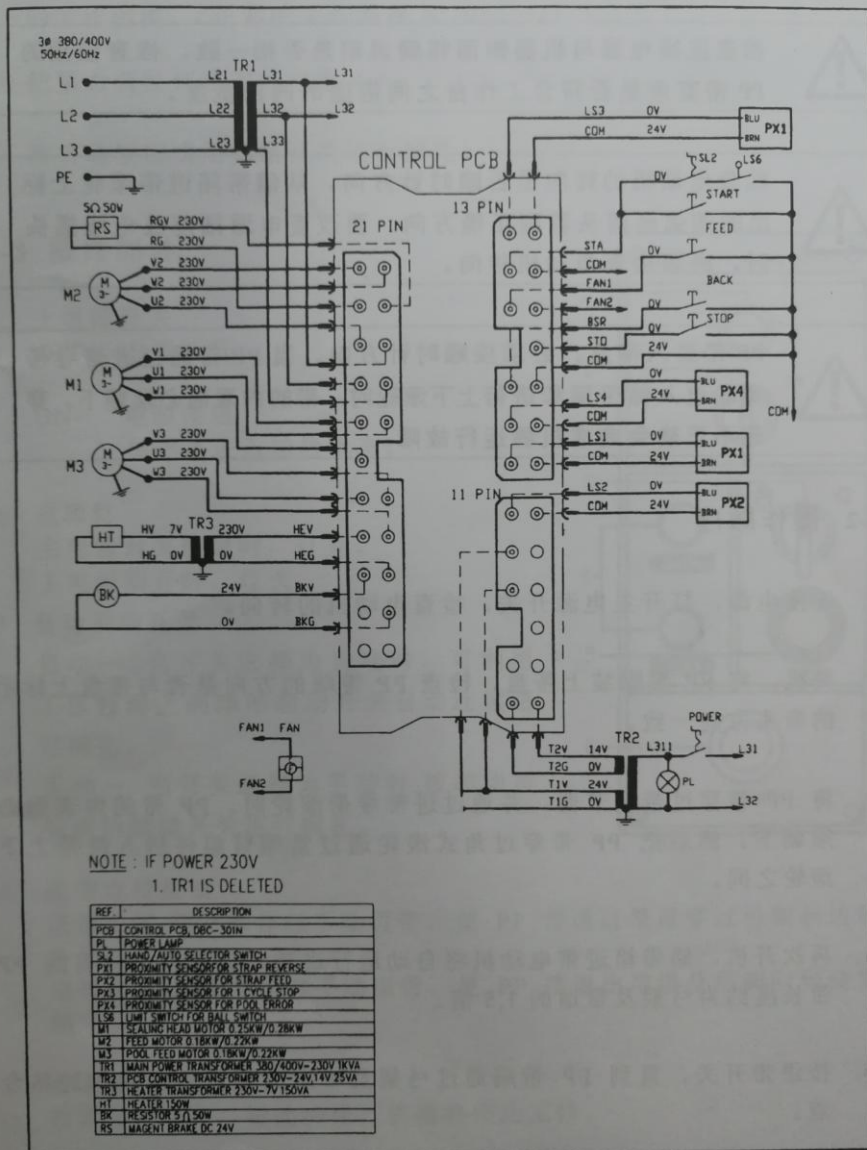 3ø 380/400V
50Hz/60Hz
TR1
L1
L21
L31
L31
L2
L22
L32
L32
L3
L23
L33
PE
CONTROL PCB
LS3 0V BLU
COM 24V BRN
PX1
0V SL2 LS6
START
FEED
13 PIN
STA
COM 0V
FAN1
BACK
FAN2
BSR 0V
STOP
STO 0V
COM 24V
0V BLU
LS4
PX4
COM 24V BRN
COM
LS1 0V BLU
COM 24V BRN
PX1
11 PIN
LS2 0V BLU
COM 24V BRN
PX2
5Ω 50W
RS
RGV 230V
RG 230V
21 PIN
V2 230V
W2 230V
U2 230V
M2
M
3~
V1 230V
U1 230V
W1 230V
M1
M
3~
V3 230V
U3 230V
W3 230V
M3
M
3~
TR3
HT HV 7V 230V HEV
HG 0V 0V HEG
BK 24V BKV
0V BKG
FAN1 FAN
FAN2
TR2
POWER
T2V 14V L311 L31
T2G 0V
T1V 24V PL
T1G 0V L32
NOTE : IF POWER 230V
1. TR1 IS DELETED
REF. DESCRIPTION
PCB CONTROL PCB, DBC-301N
PL POWER LAMP
SL2 HAND/AUTO SELECTOR SWITCH
PX1 PROXIMITY SENSORFOR STRAP REVERSE
PX2 PROXIMITY SENSOR FOR STRAP FEED
PX3 PROXIMITY SENSOR FOR 1 CYCLE STOP
PX4 PROXIMITY SENSOR FOR POOL ERROR
LS6 LIMIT SWITCH FOR BALL SWITCH
M1 SEALING HEAD MOTOR 0.25KW/0.28KW
M2 FEED MOTOR 0.18KW/0.22KW
M3 POOL FEED MOTOR 0.18KW/0.22KW
TR1 MAIN POWER TRANSFORMER 380/400V-230V 1KVA
TR2 PCB CONTROL TRANSFORMER 230V-24V,14V 25VA
TR3 HEATER TRANSFORMER 230V-7V 150VA
HT HEATER 150W
BK RESISTOR 5Ω 50W
RS MAGENT BRAKE DC 24V